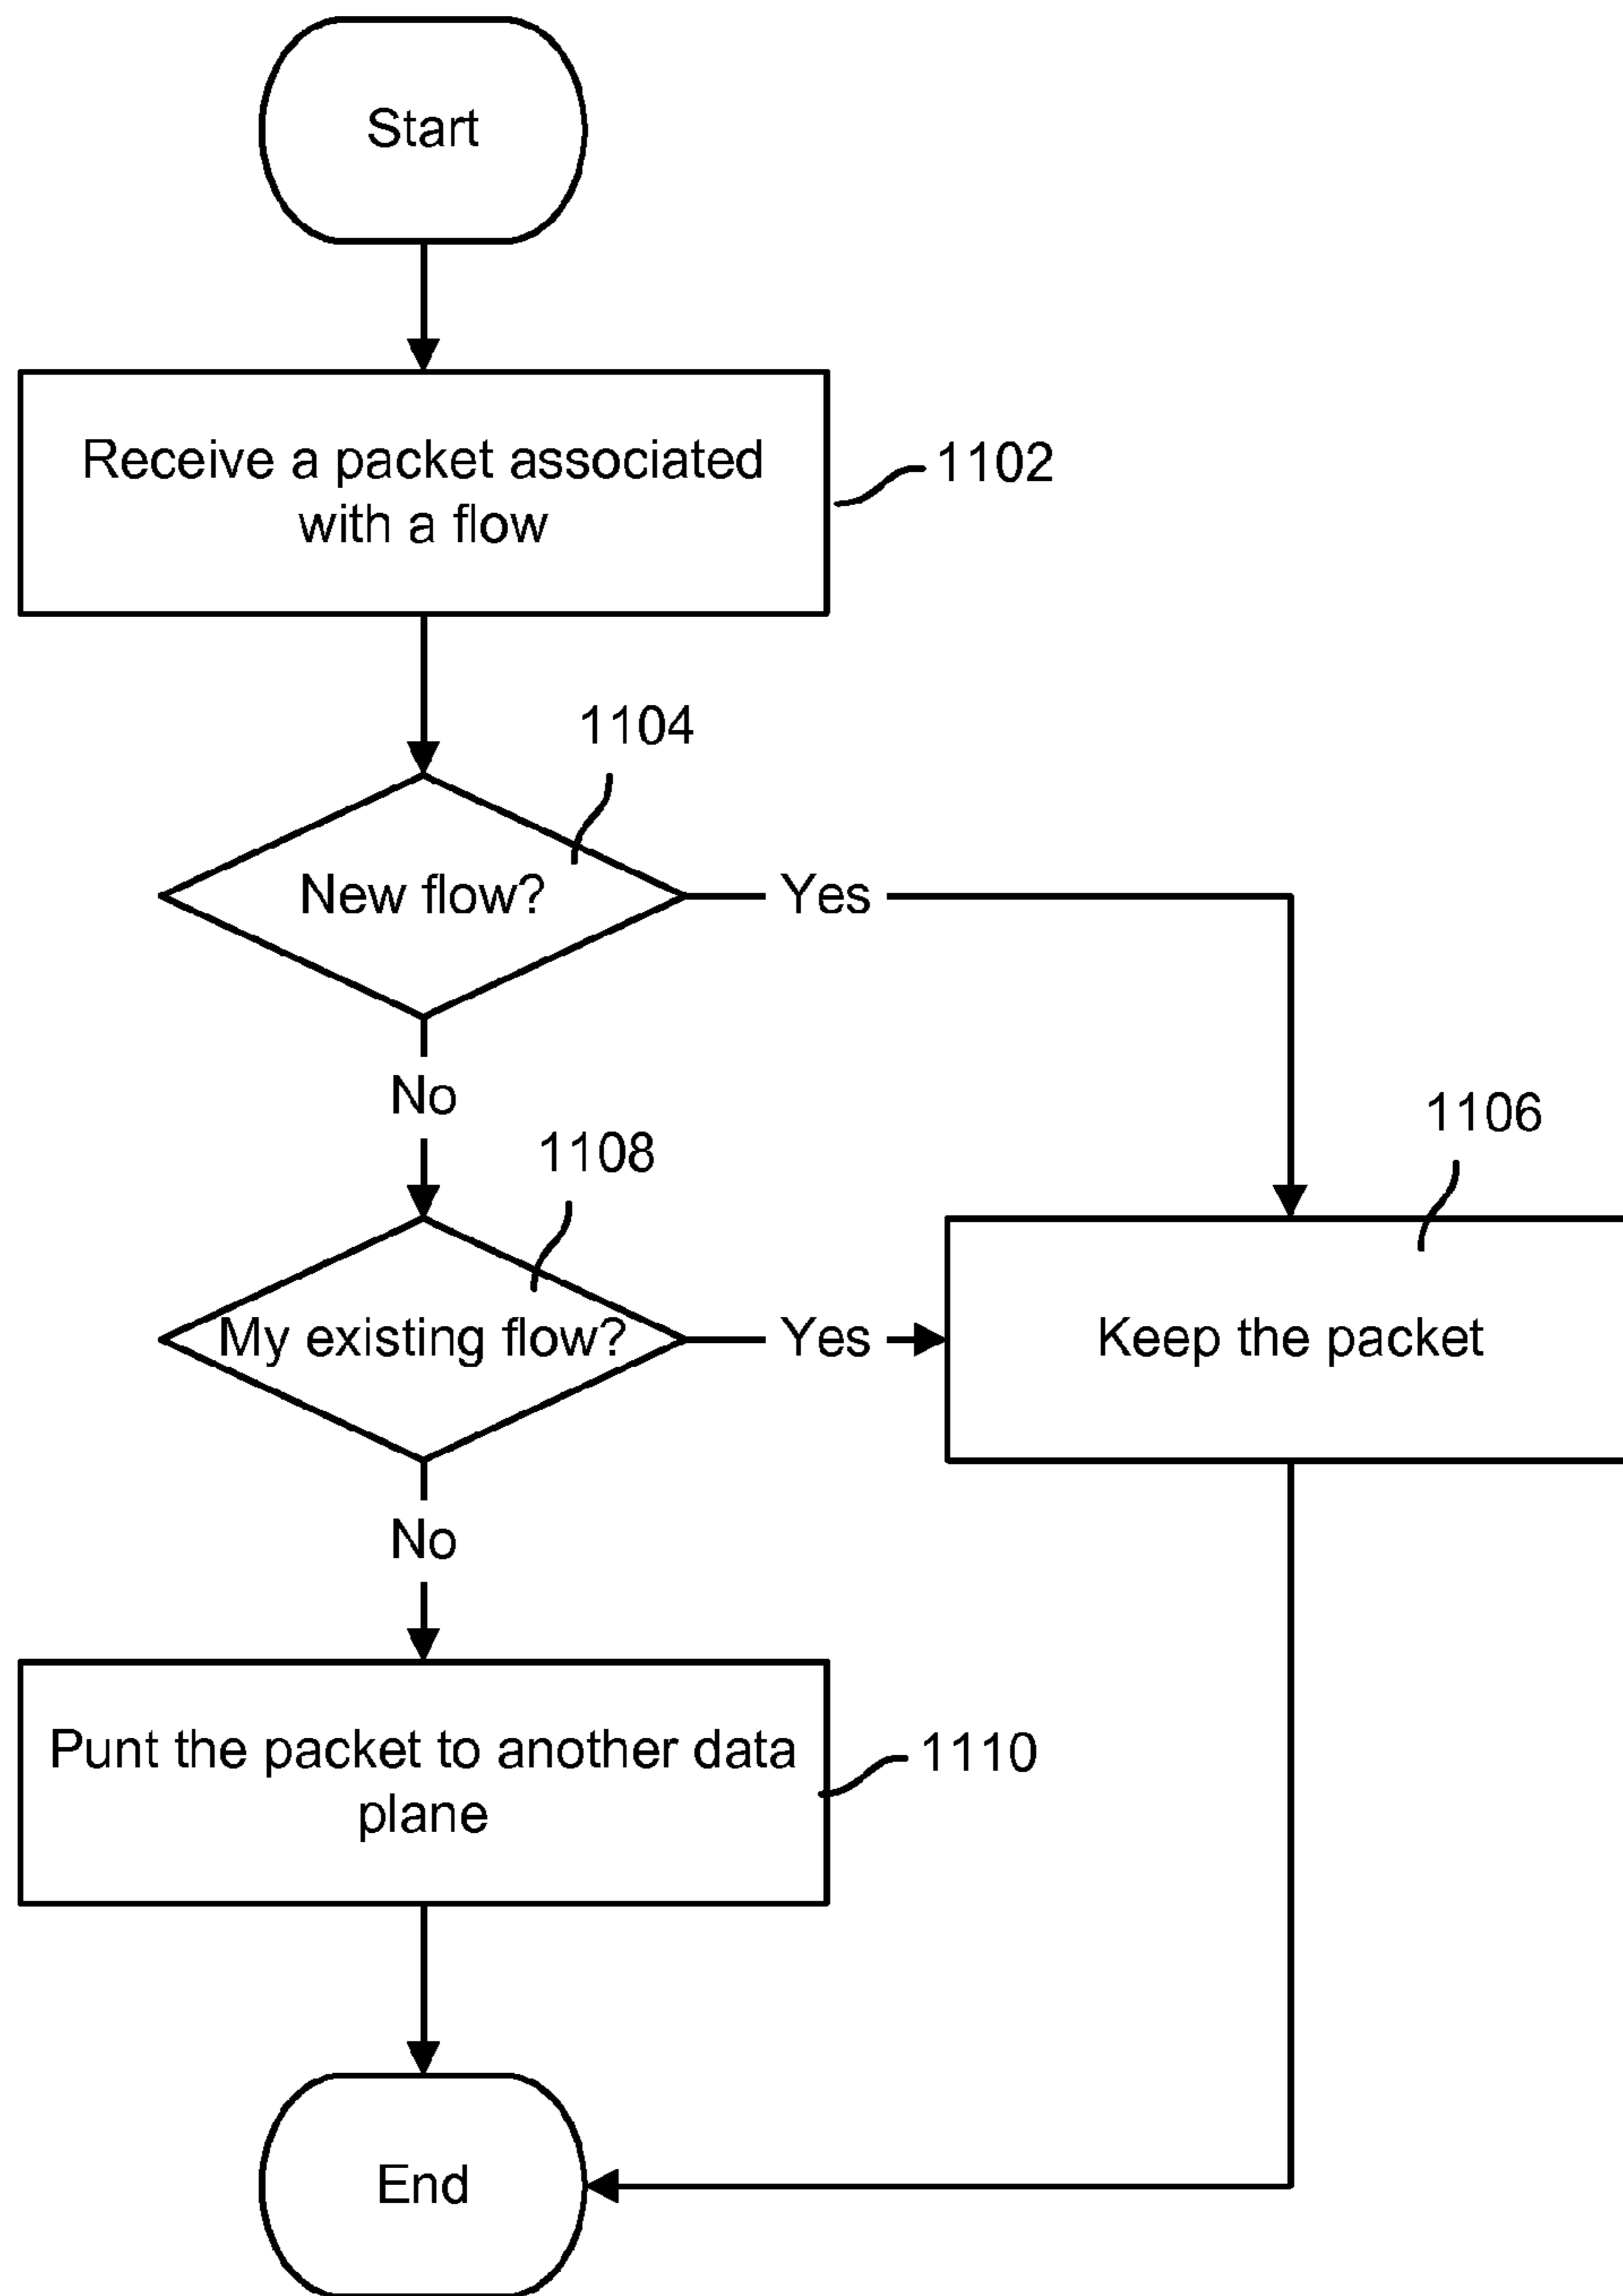 Start
Receive a packet associated
with a flow
1102
1104
New flow?
Yes
No
1108
1106
My existing flow?
Yes
Keep the packet
No
Punt the packet to another data
plane
1110
End